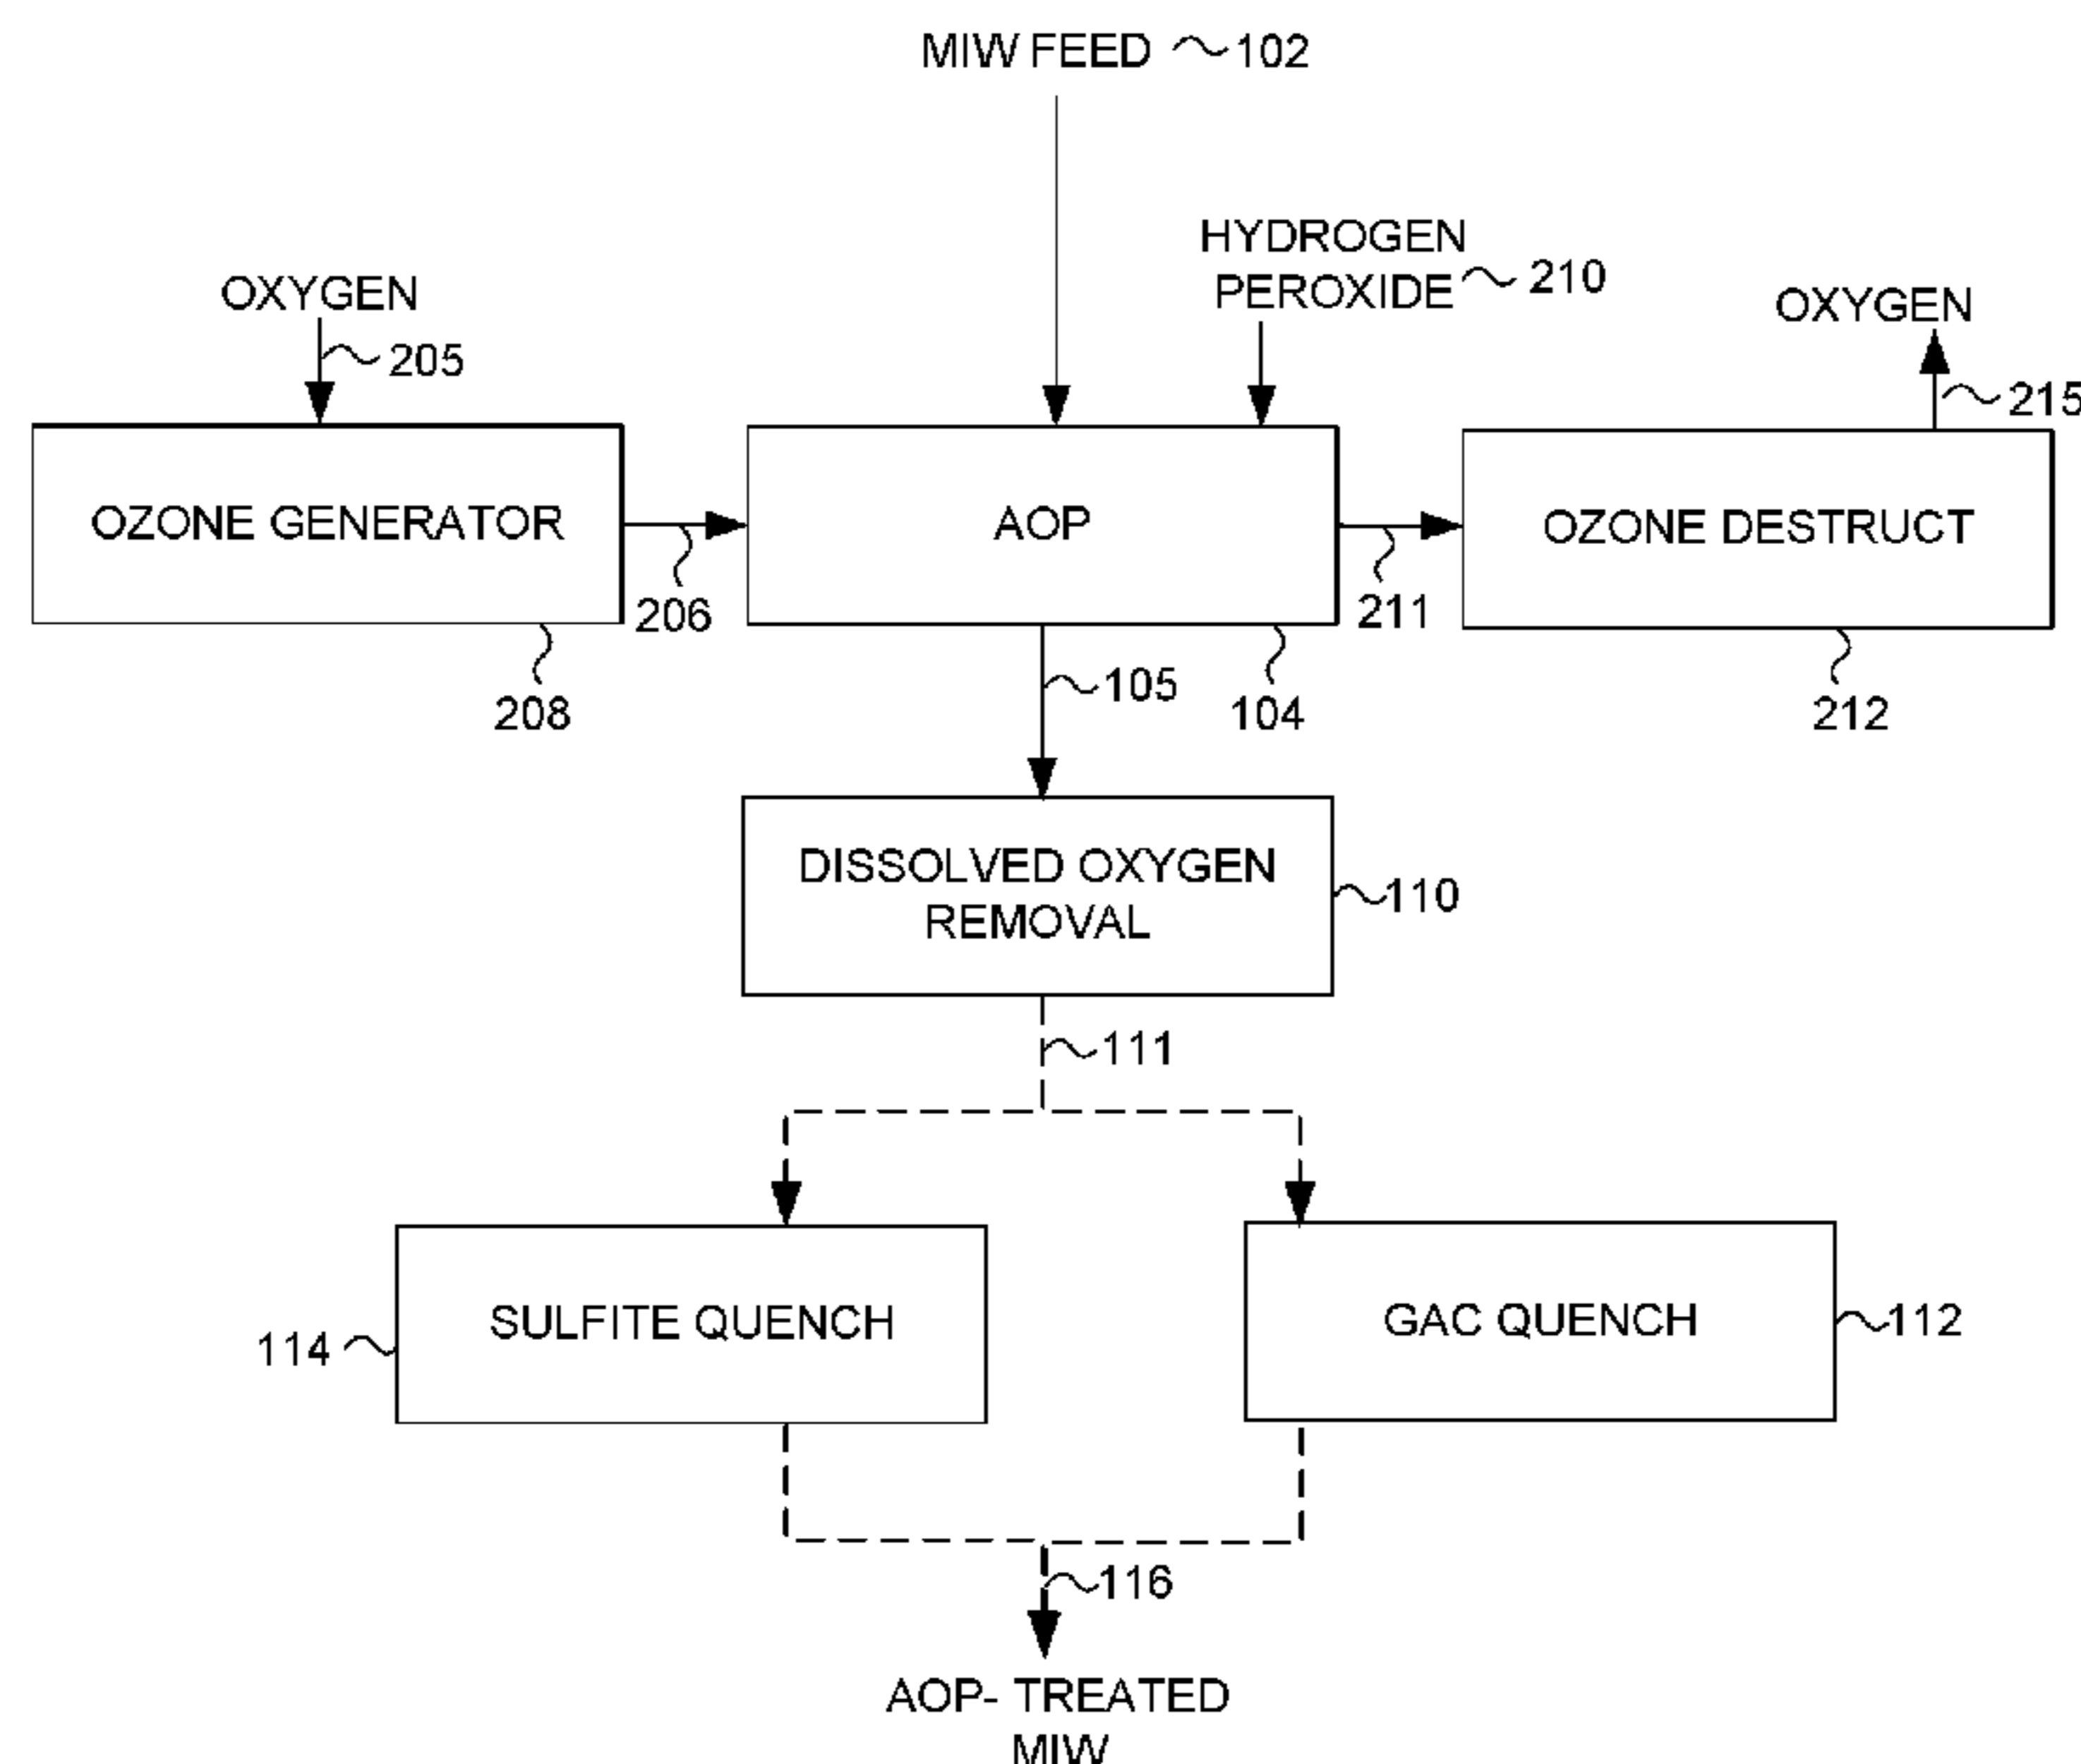 MIW FEED 102
HYDROGEN
PEROXIDE 210
OXYGEN
205
OXYGEN
215
OZONE GENERATOR
AOP
OZONE DESTRUCT
206
211
208
105
104
212
DISSOLVED OXYGEN
REMOVAL
110
111
SULFITE QUENCH
GAC QUENCH
114
112
116
AOP- TREATED
MIW